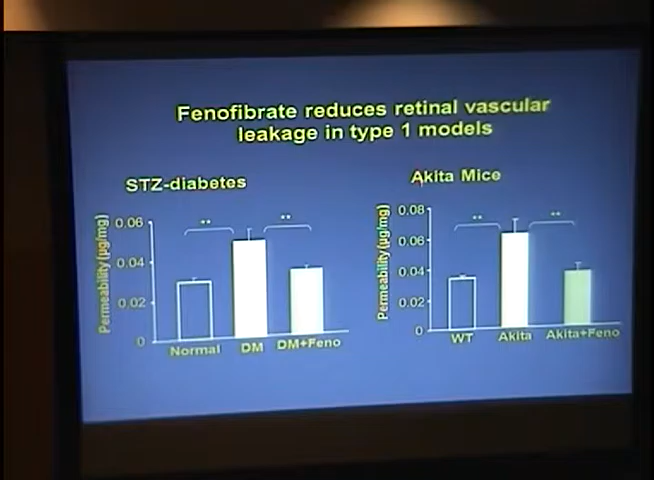 Fenofibrate reduces retinal vascular
leakage in type 1 models
STZ-diabetes
Permeability (µg/mg)
0.06
0.04
0.02
0
**
**
Normal
DM
DM+Feno
Akita Mice
Permeability (µg/mg)
0.08
0.06
0.04
0.02
0
**
**
WT
Akita
Akita+Feno